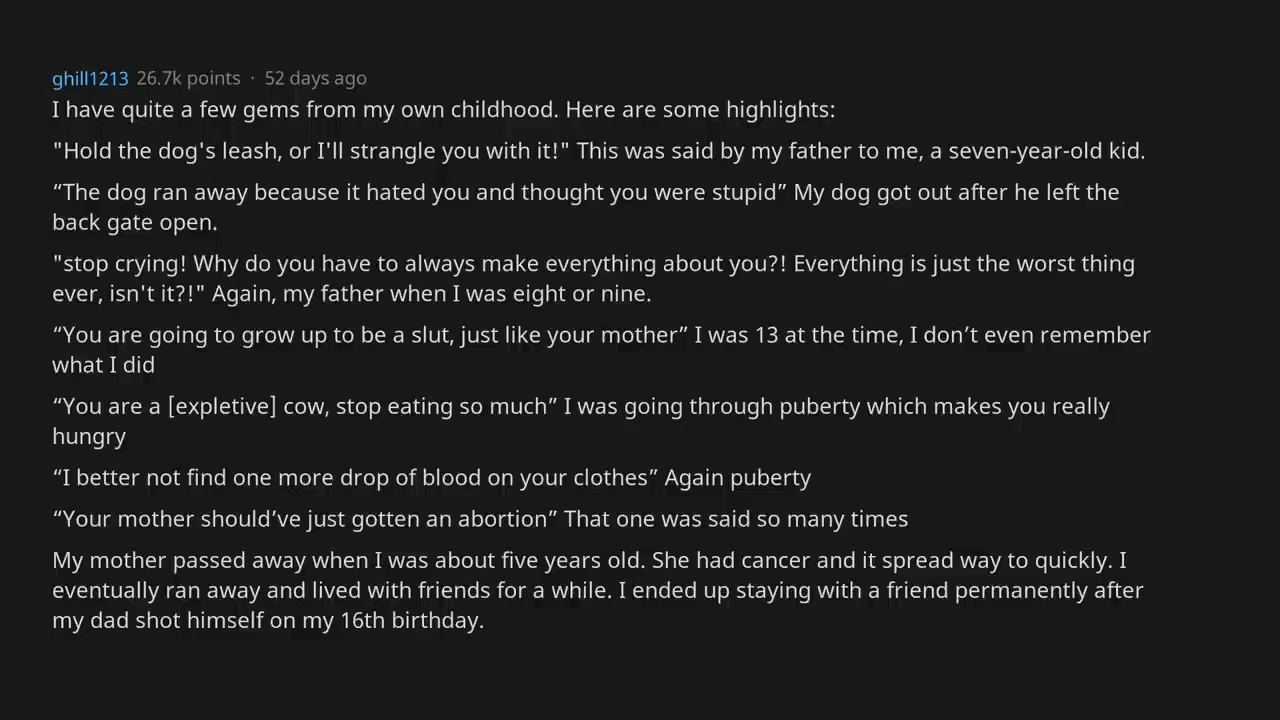 ghill1213 26.7k points · 52 days ago
I have quite a few gems from my own childhood. Here are some highlights:
"Hold the dog's leash, or I'll strangle you with it!" This was said by my father to me, a seven-year-old kid.
“The dog ran away because it hated you and thought you were stupid” My dog got out after he left the
back gate open.
"stop crying! Why do you have to always make everything about you?! Everything is just the worst thing
ever, isn't it?!" Again, my father when I was eight or nine.
“You are going to grow up to be a slut, just like your mother” I was 13 at the time, I don’t even remember
what I did
“You are a [expletive] cow, stop eating so much” I was going through puberty which makes you really
hungry
“I better not find one more drop of blood on your clothes” Again puberty
“Your mother should’ve just gotten an abortion” That one was said so many times
My mother passed away when I was about five years old. She had cancer and it spread way to quickly. I
eventually ran away and lived with friends for a while. I ended up staying with a friend permanently after
my dad shot himself on my 16th birthday.